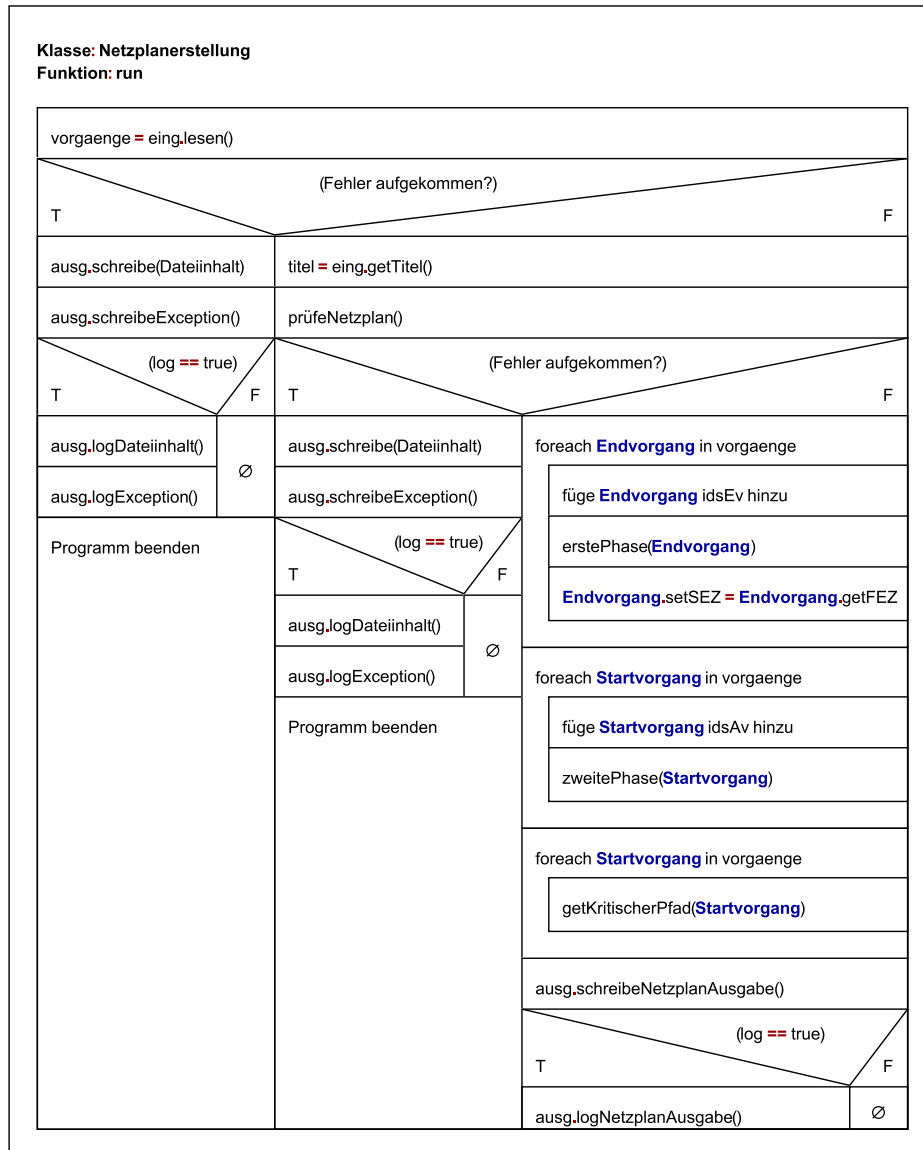 Klasse: Netzplanerstellung
Funktion: run
vorgaenge = eing.lesen()
(Fehler aufgekommen?)
T
F
ausg.schreibe(Dateiinhalt)
titel = eing.getTitel()
ausg.schreibeException()
prüfeNetzplan()
(log == true)
T
F
(Fehler aufgekommen?)
T
F
ausg.logDateiinhalt()
∅
ausg.logException()
Programm beenden
ausg.schreibe(Dateiinhalt)
ausg.schreibeException()
(log == true)
T
F
ausg.logDateiinhalt()
∅
ausg.logException()
Programm beenden
foreach Endvorgang in vorgaenge
füge Endvorgang idsEv hinzu
erstePhase(Endvorgang)
Endvorgang.setSEZ = Endvorgang.getFEZ
foreach Startvorgang in vorgaenge
füge Startvorgang idsAv hinzu
zweitePhase(Startvorgang)
foreach Startvorgang in vorgaenge
getKritischerPfad(Startvorgang)
ausg.schreibeNetzplanAusgabe()
(log == true)
T
F
ausg.logNetzplanAusgabe()
∅